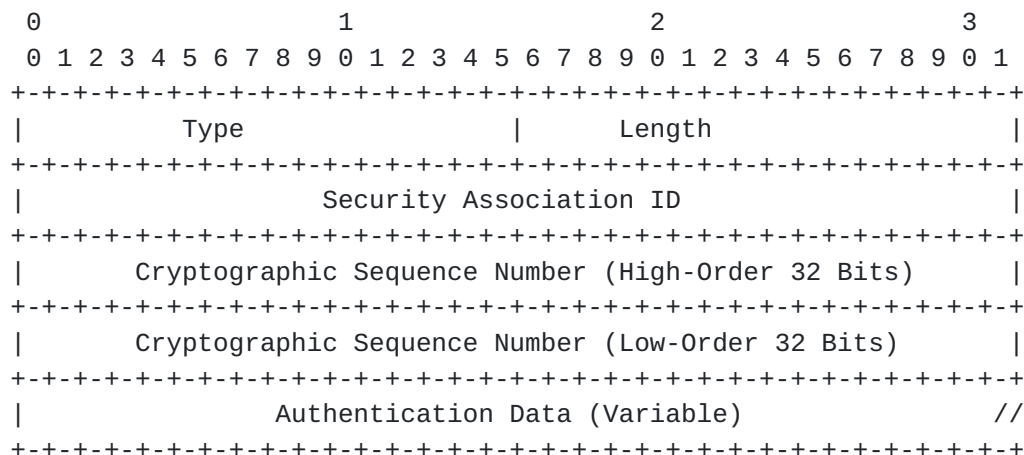 0                   1                   2                   3
 0 1 2 3 4 5 6 7 8 9 0 1 2 3 4 5 6 7 8 9 0 1 2 3 4 5 6 7 8 9 0 1
+-+-+-+-+-+-+-+-+-+-+-+-+-+-+-+-+-+-+-+-+-+-+-+-+-+-+-+-+-+-+-+-+
|          Type                 |      Length                   |
+-+-+-+-+-+-+-+-+-+-+-+-+-+-+-+-+-+-+-+-+-+-+-+-+-+-+-+-+-+-+-+-+
|                   Security Association ID                     |
+-+-+-+-+-+-+-+-+-+-+-+-+-+-+-+-+-+-+-+-+-+-+-+-+-+-+-+-+-+-+-+-+
|       Cryptographic Sequence Number (High-Order 32 Bits)      |
+-+-+-+-+-+-+-+-+-+-+-+-+-+-+-+-+-+-+-+-+-+-+-+-+-+-+-+-+-+-+-+-+
|       Cryptographic Sequence Number (Low-Order 32 Bits)       |
+-+-+-+-+-+-+-+-+-+-+-+-+-+-+-+-+-+-+-+-+-+-+-+-+-+-+-+-+-+-+-+-+
|                Authentication Data (Variable)                //
+-+-+-+-+-+-+-+-+-+-+-+-+-+-+-+-+-+-+-+-+-+-+-+-+-+-+-+-+-+-+-+-+